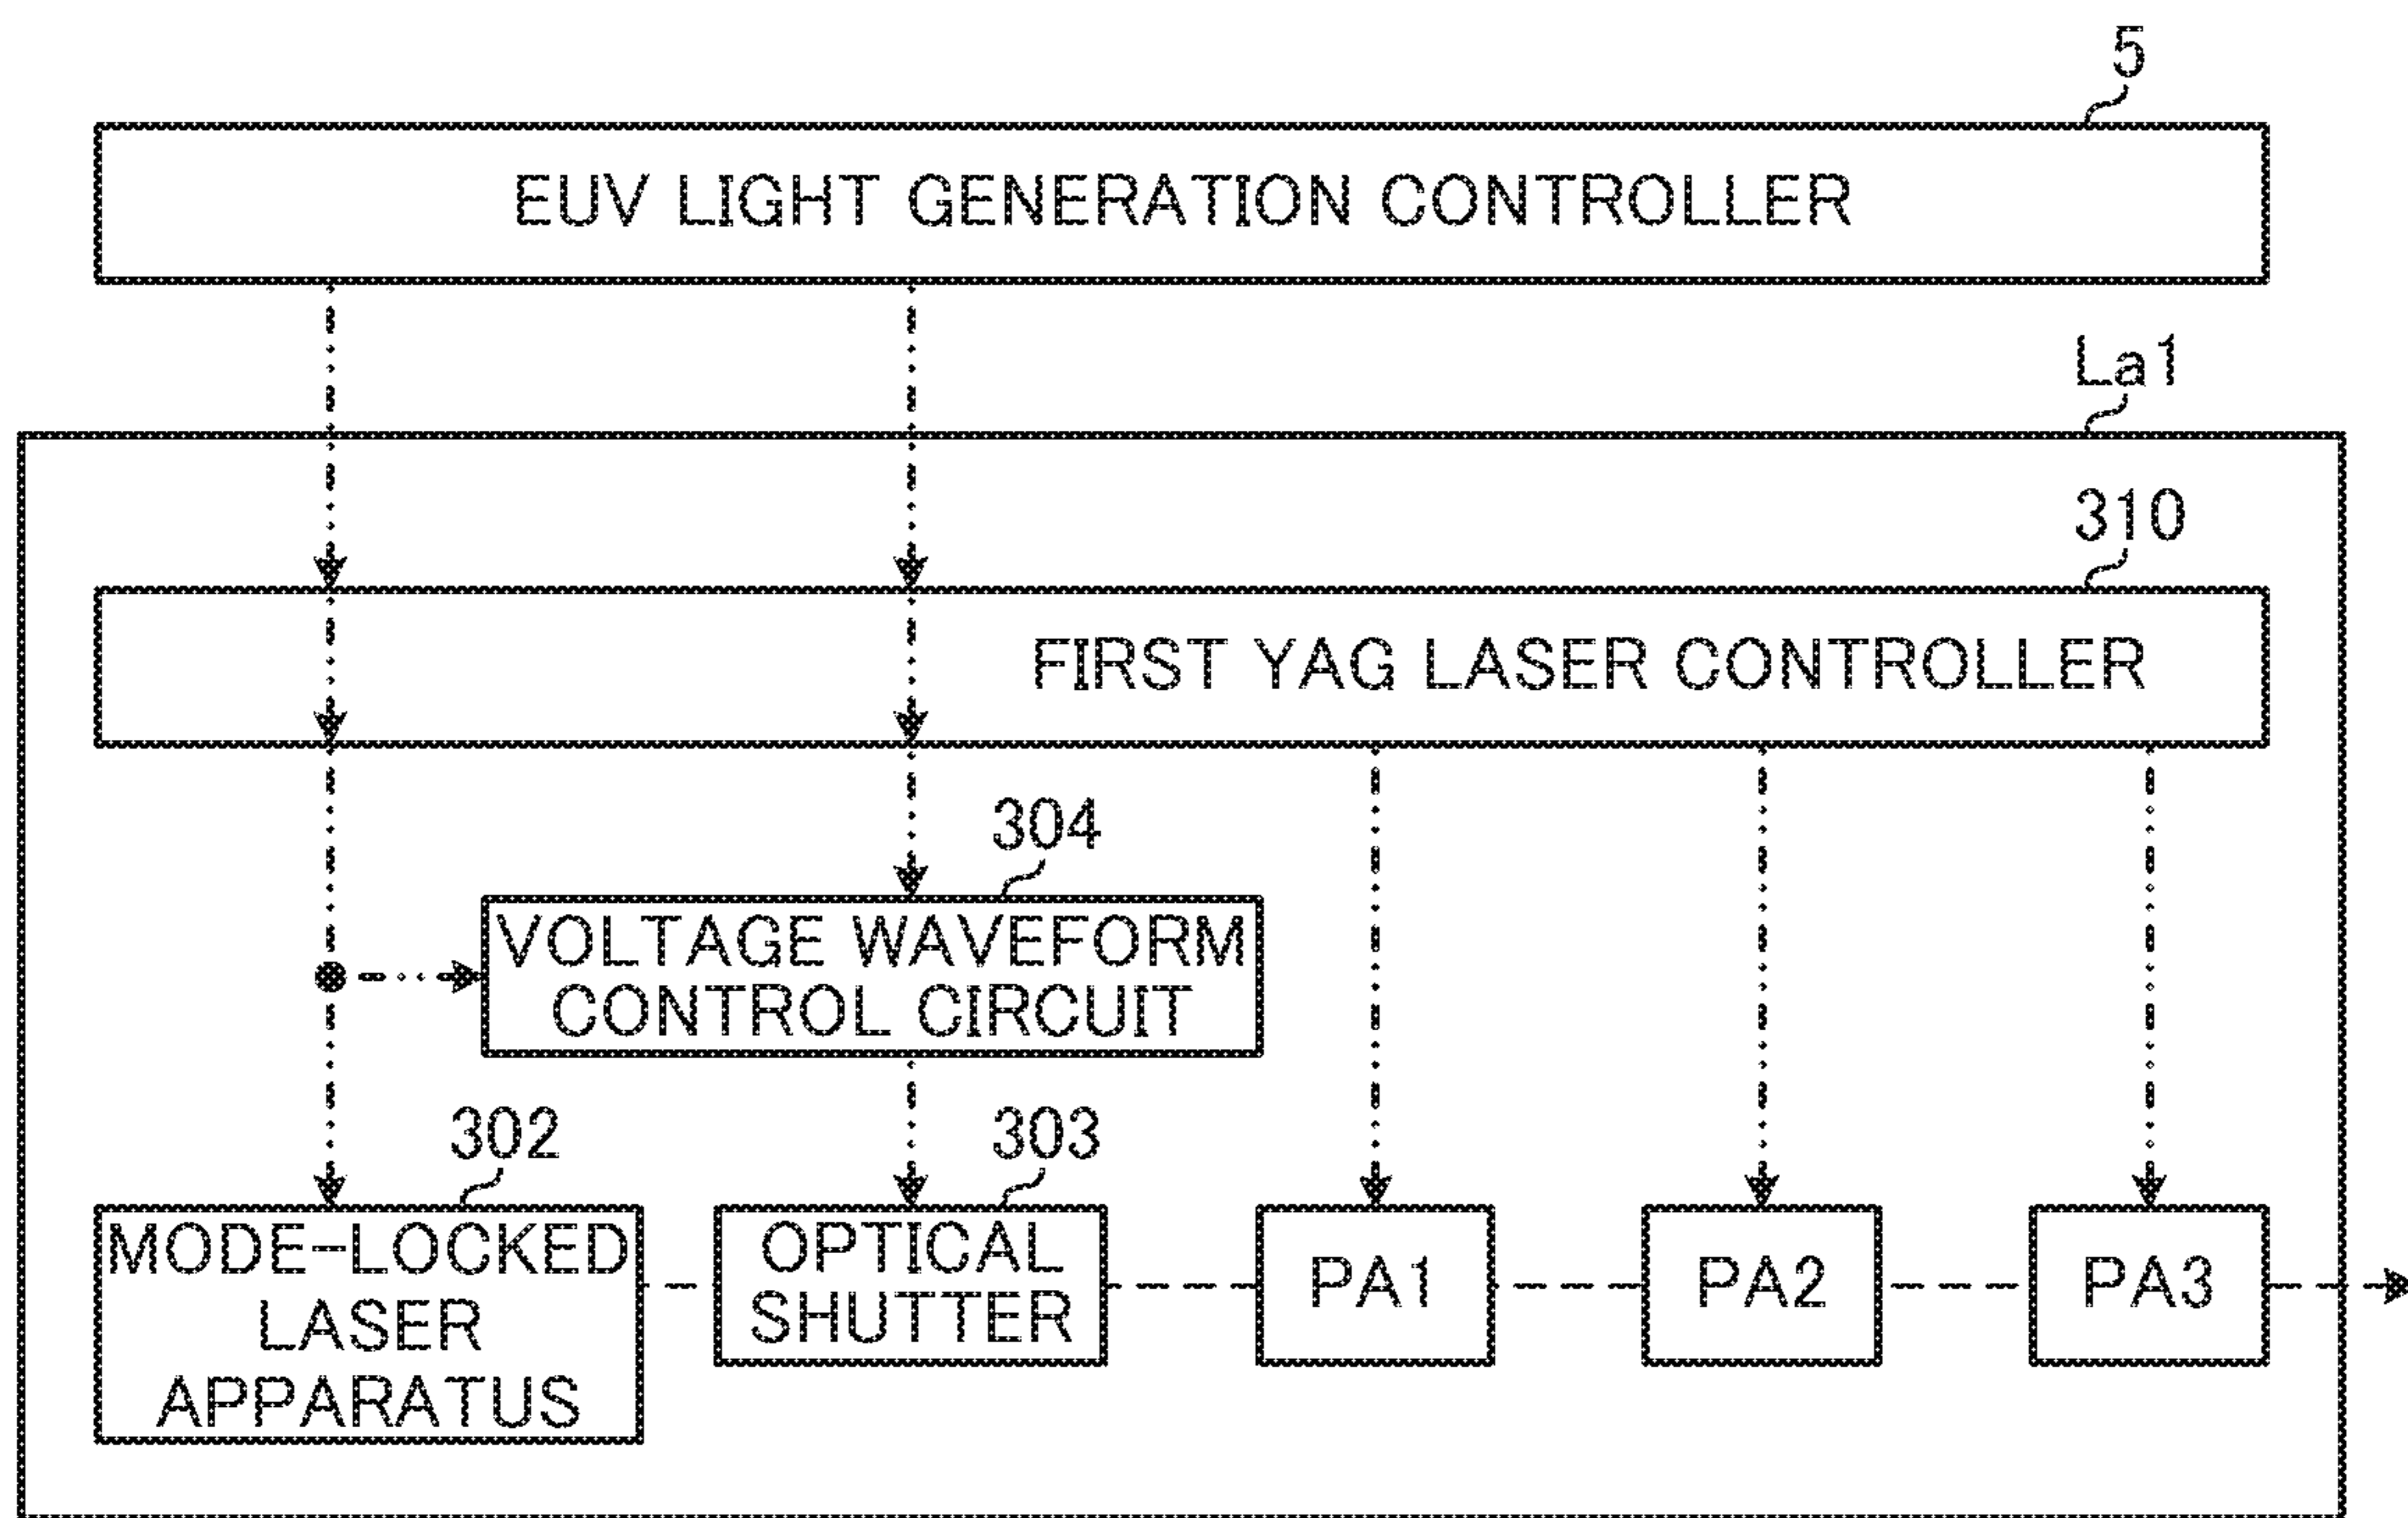 5
EUV LIGHT GENERATION CONTROLLER
La1
310
FIRST YAG LASER CONTROLLER
304
VOLTAGE WAVEFORM
CONTROL CIRCUIT
302
303
MODE-LOCKED
LASER
APPARATUS
OPTICAL
SHUTTER
PA1
PA2
PA3